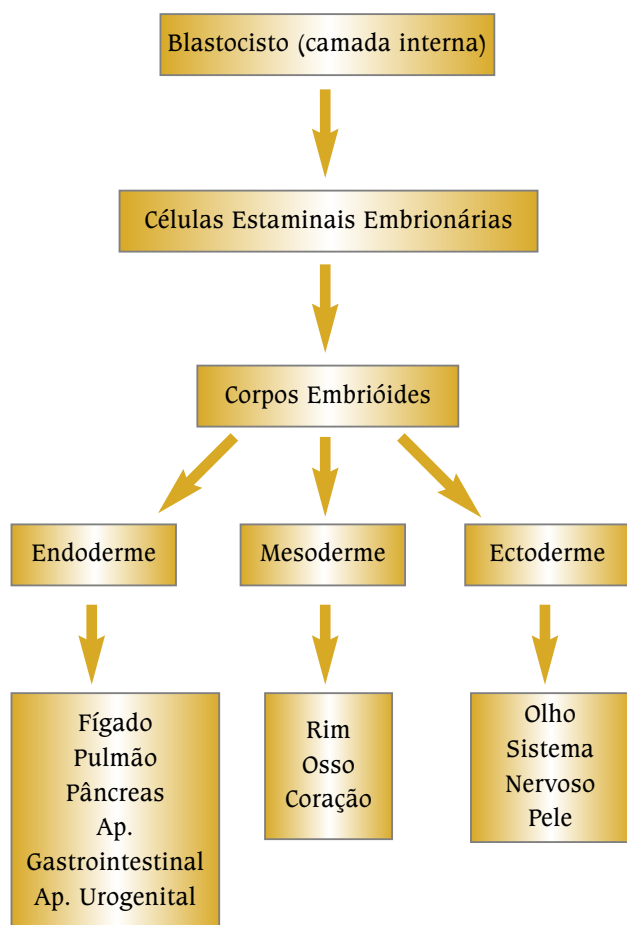 Blastocisto (camada interna)
Células Estaminais Embrionárias
Corpos Embrióides
Endoderme
Mesoderme
Ectoderme
Fígado
Pulmão
Pâncreas
Ap.
Gastrointestinal
Ap. Urogenital
Rim
Osso
Coração
Olho
Sistema
Nervoso
Pele